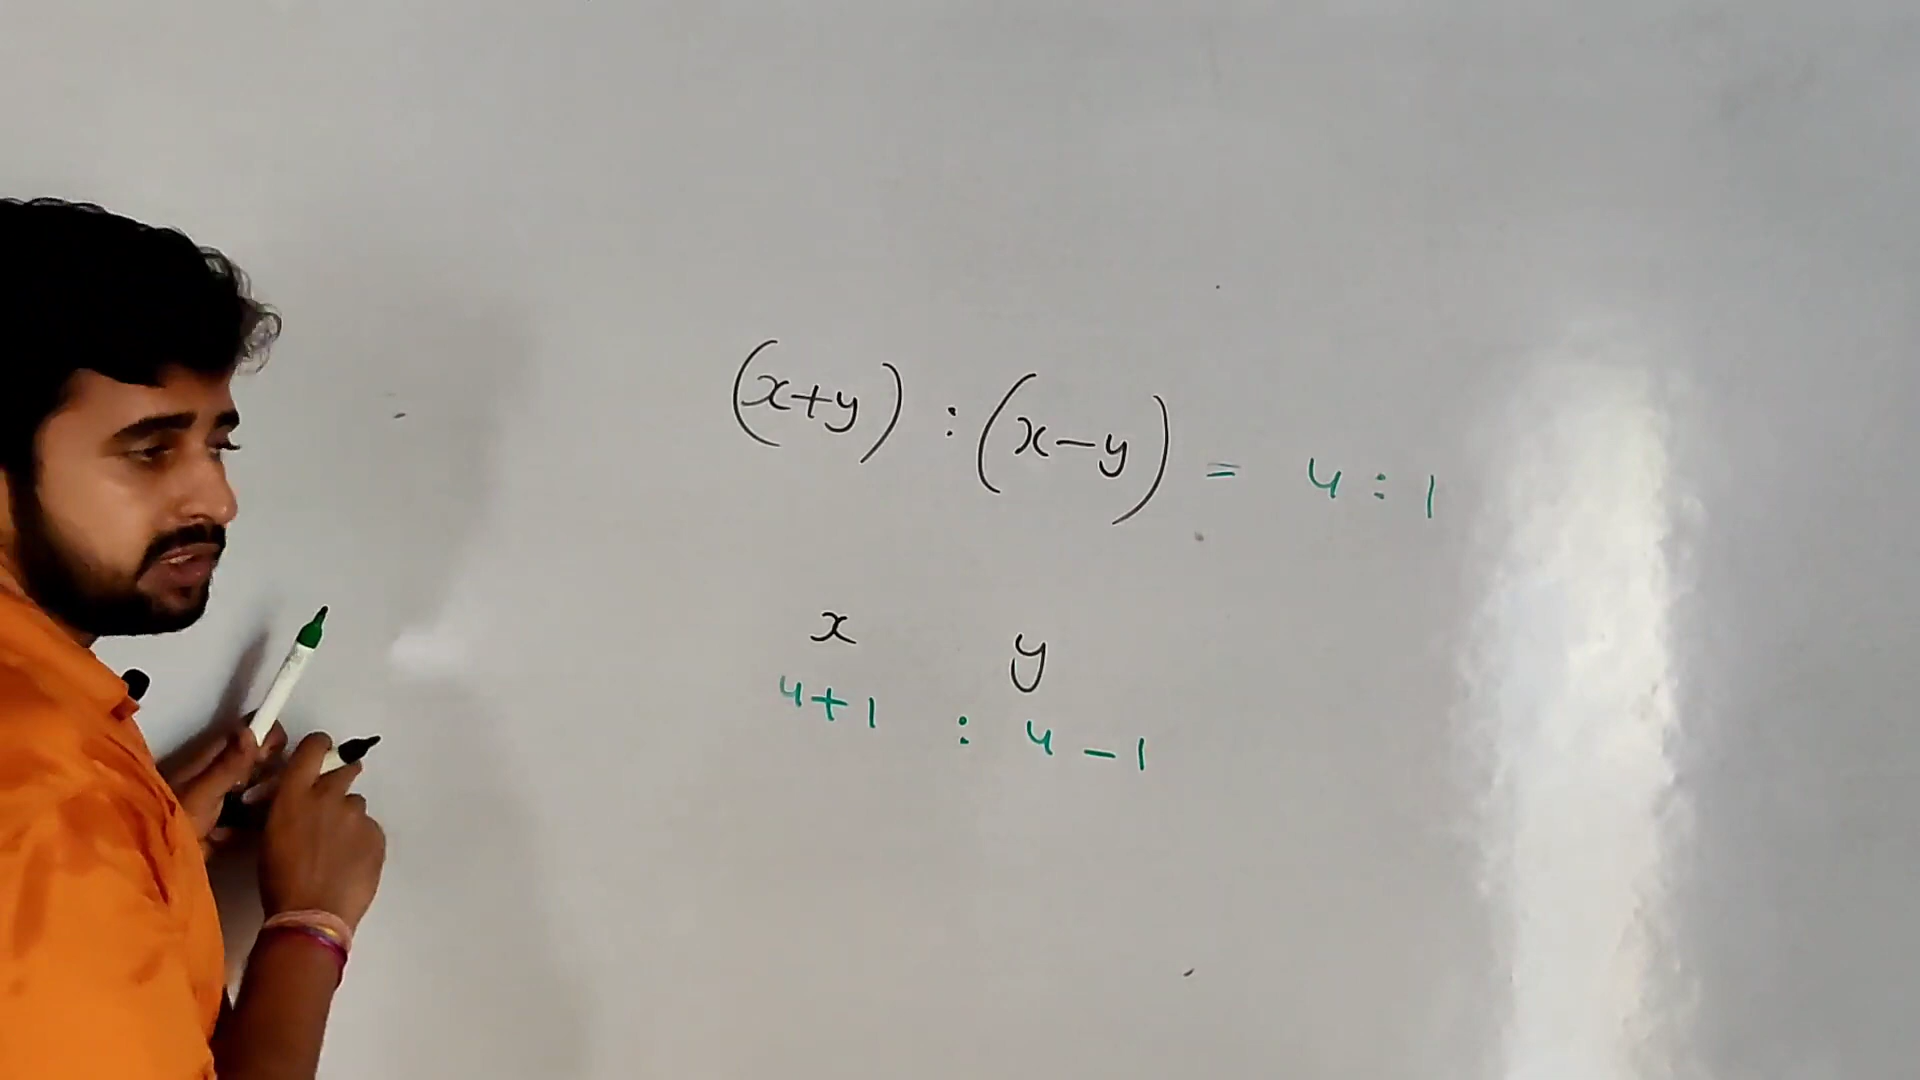 (x+y) : (x-y) = 4 : 1
x y
4+1 : 4-1